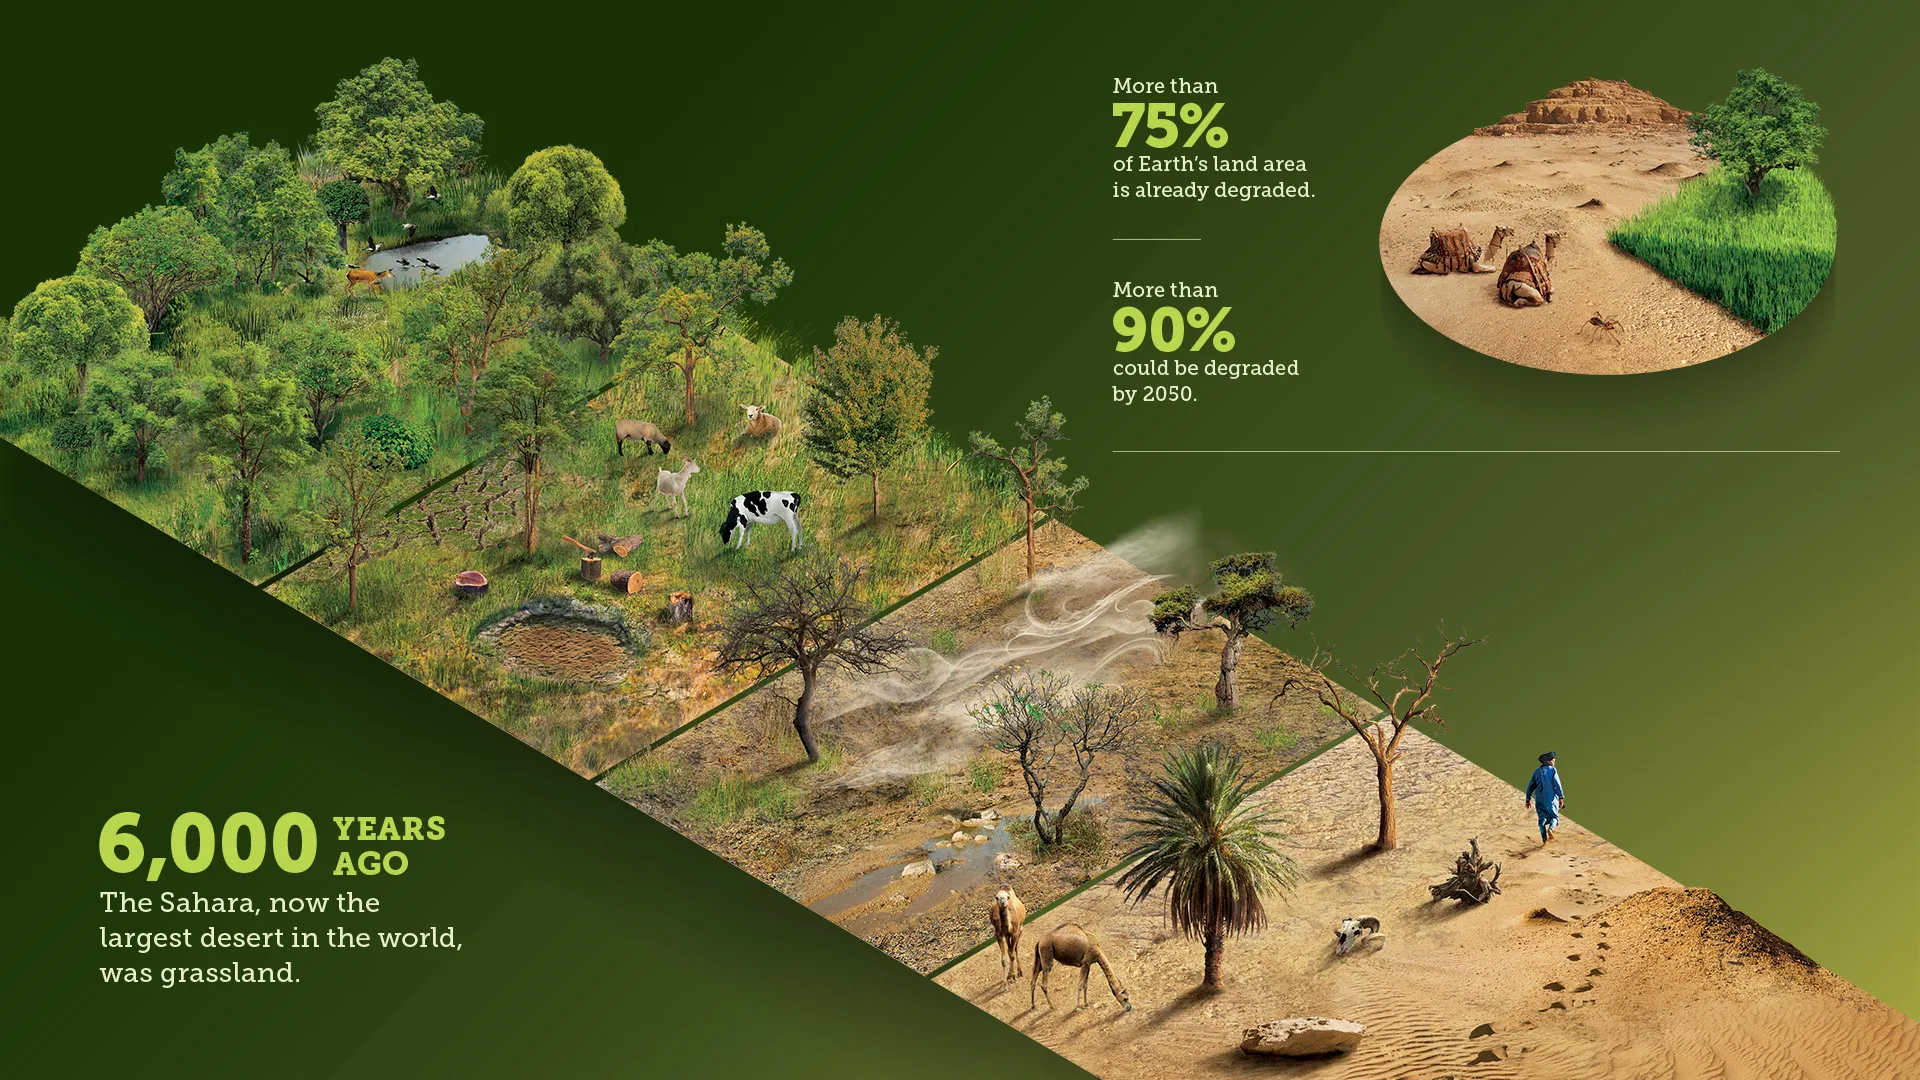 More than
75%
of Earth's land area
is already degraded.
More than
90%
could be degraded
by 2050.
6,000 YEARS
AGO
The Sahara, now the
largest desert in the world,
was grassland.